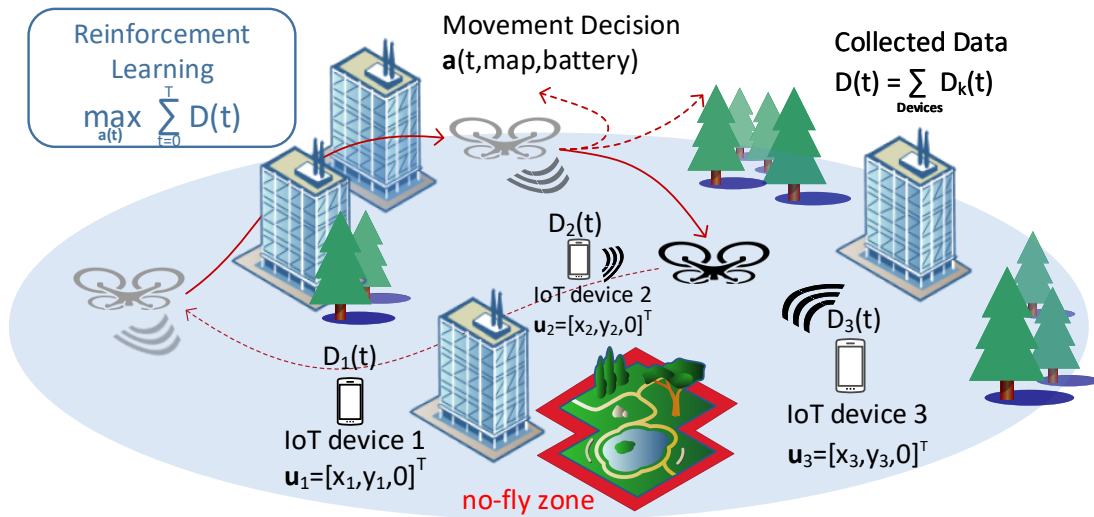 Reinforcement
Learning
max ∑ D(t)
a(t) t=0 T
Movement Decision
a(t,map,battery)
Collected Data
D(t) = ∑ Dₖ(t)
Devices
D₂(t)
IoT device 2
u₂=[x₂,y₂,0]ᵀ
D₃(t)
IoT device 3
u₃=[x₃,y₃,0]ᵀ
D₁(t)
IoT device 1
u₁=[x₁,y₁,0]ᵀ
no-fly zone